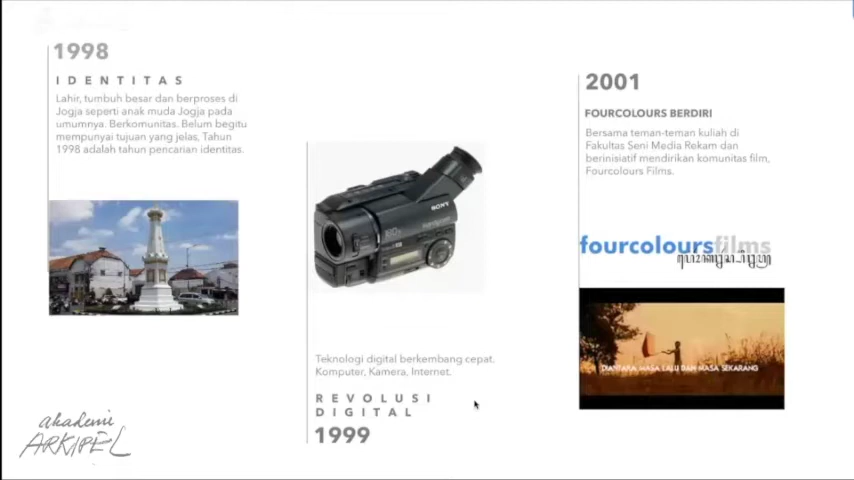 1998
IDENTITAS
Lahir, tumbuh besar dan berproses di
Jogja seperti anak muda Jogja pada
umumnya. Berkomunitas. Belum begitu
mempunyai tujuan yang jelas, Tahun
1998 adalah tahun pencarian identitas.
SONY
Teknologi digital berkembang cepat.
Komputer, Kamera, Internet.
REVOLUSI
DIGITAL
1999
2001
FOURCOLOURS BERDIRI
Bersama teman-teman kuliah di
Fakultas Seni Media Rekam dan
berinisiatif mendirikan komunitas film,
Fourcolours Films.
fourcoloursfilms
DIANTARA MASA LALU DAN MASA SEKARANG
akademi
ARKIPEL